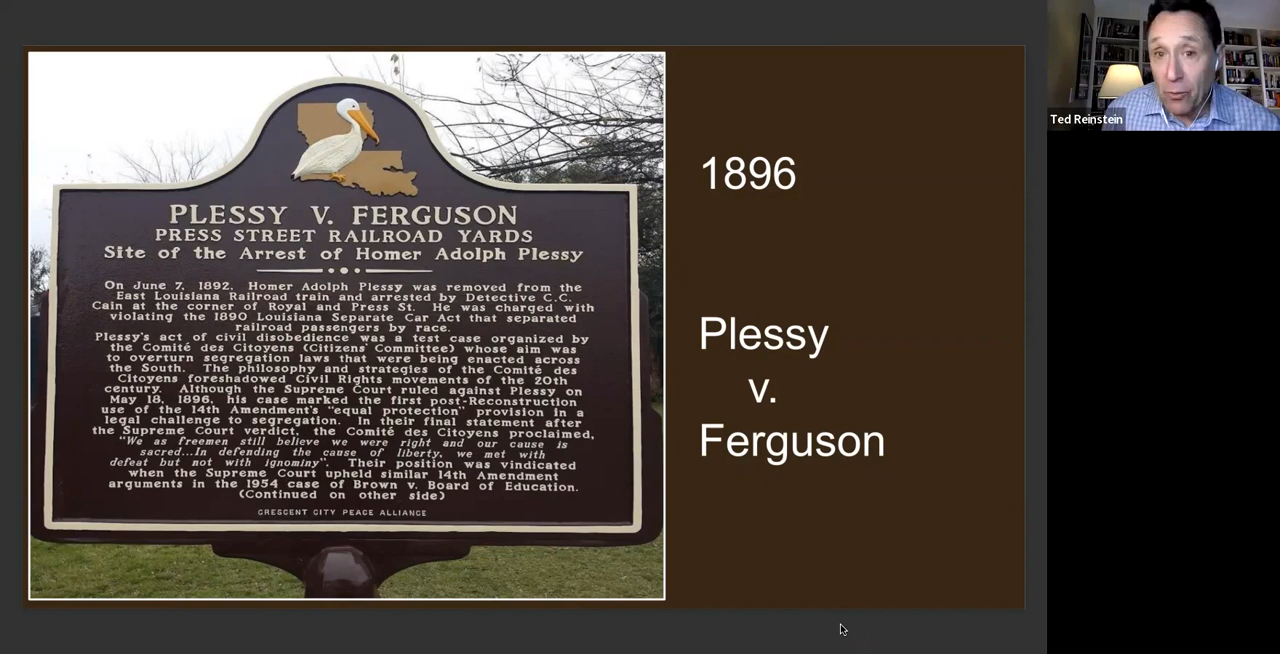 PLESSY V. FERGUSON
PRESS STREET RAILROAD YARDS
Site of the Arrest of Homer Adolph Plessy
On June 7, 1892, Homer Adolph Plessy was removed from the
East Louisiana Railroad train and arrested by Detective C.C.
Cain at the corner of Royal and Press St. He was charged with
violating the 1890 Louisiana Separate Car Act that separated
railroad passengers by race.
Plessy's act of civil disobedience was a test case organized by
the Comité des Citoyens (Citizens' Committee) whose aim was
to overturn segregation laws that were being enacted across
the South. The philosophy and strategies of the Comité des
Citoyens foreshadowed Civil Rights movements of the 20th
century. Although the Supreme Court ruled against Plessy on
May 18, 1896, his case marked the first post-Reconstruction
use of the 14th Amendment's "equal protection" provision in a
legal challenge to segregation. In their final statement after
the Supreme Court verdict, the Comité des Citoyens proclaimed,
"We as freemen still believe we were right and our cause is
sacred...In defending the cause of liberty, we met with
defeat but not with ignominy". Their position was vindicated
when the Supreme Court upheld similar 14th Amendment
arguments in the 1954 case of Brown v. Board of Education.
(Continued on other side)
CRESCENT CITY PEACE ALLIANCE
1896
Plessy
v.
Ferguson
Ted Reinstein